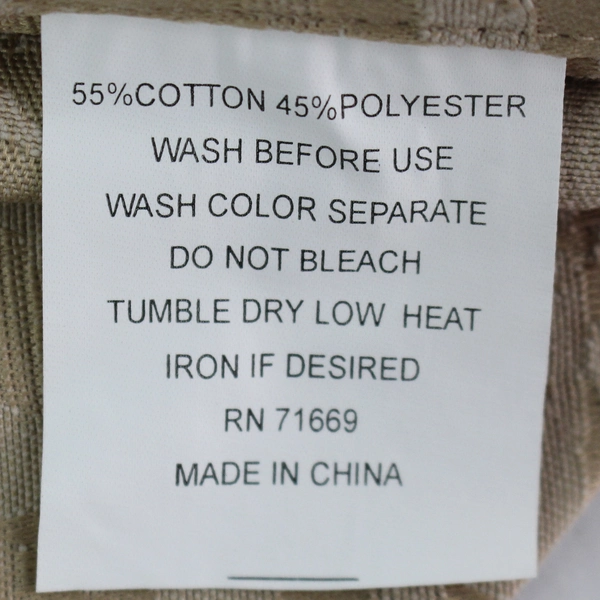 55%COTTON 45%POLYESTER
WASH BEFORE USE
WASH COLOR SEPARATE
DO NOT BLEACH
TUMBLE DRY LOW HEAT
IRON IF DESIRED
RN 71669
MADE IN CHINA